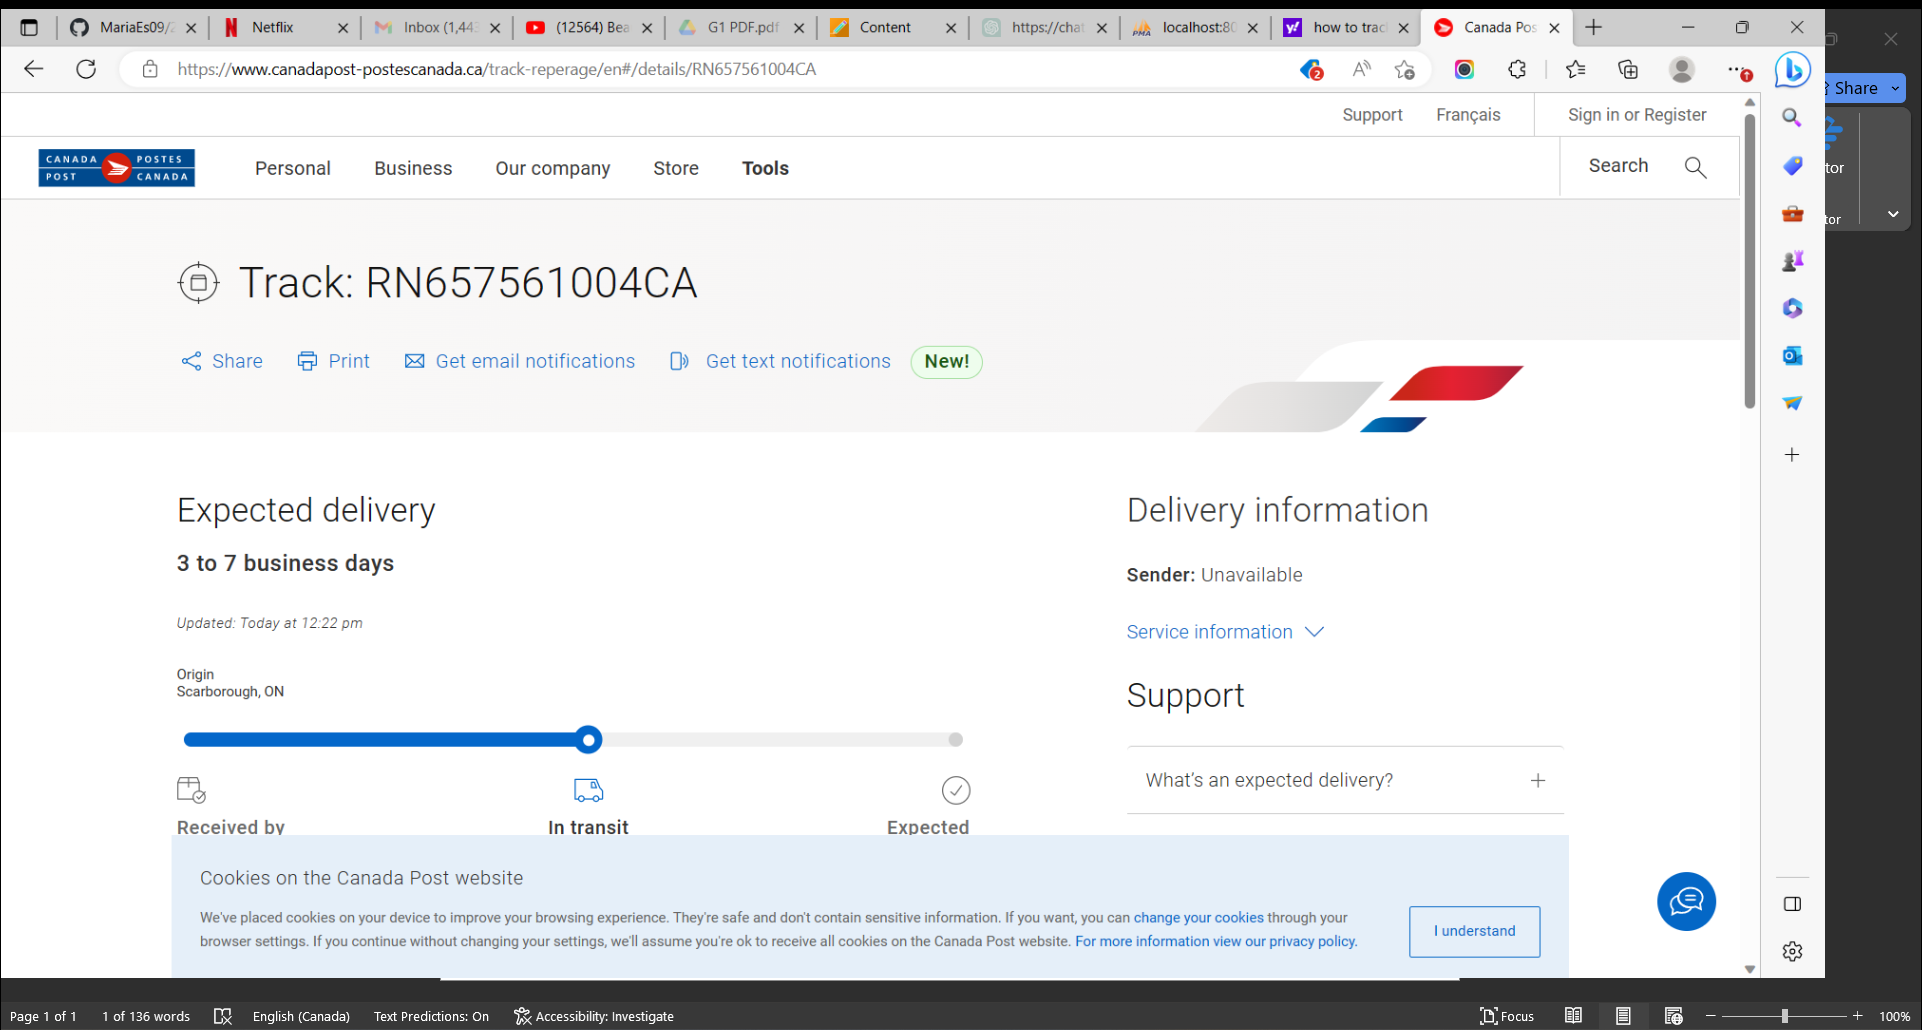 MariaEs09/2
Netflix
Inbox (1,443
(12564) Bea
G1 PDF.pdf
Content
https://chat
localhost:80
how to trac
Canada Pos
https://www.canadapost-postescanada.ca/track-reperage/en#/details/RN657561004CA
2
Share
Support
Français
Sign in or Register
CANADA POST
POSTES CANADA
Personal
Business
Our company
Store
Tools
Search
tor
tor
Track: RN657561004CA
Share
Print
Get email notifications
Get text notifications
New!
Expected delivery
3 to 7 business days
Updated: Today at 12:22 pm
Origin
Scarborough, ON
Received by
In transit
Expected
Delivery information
Sender: Unavailable
Service information
Support
What's an expected delivery?
Cookies on the Canada Post website
We've placed cookies on your device to improve your browsing experience. They're safe and don't contain sensitive information. If you want, you can change your cookies through your
browser settings. If you continue without changing your settings, we'll assume you're ok to receive all cookies on the Canada Post website. For more information view our privacy policy.
I understand
Page 1 of 1
1 of 136 words
English (Canada)
Text Predictions: On
Accessibility: Investigate
Focus
100%